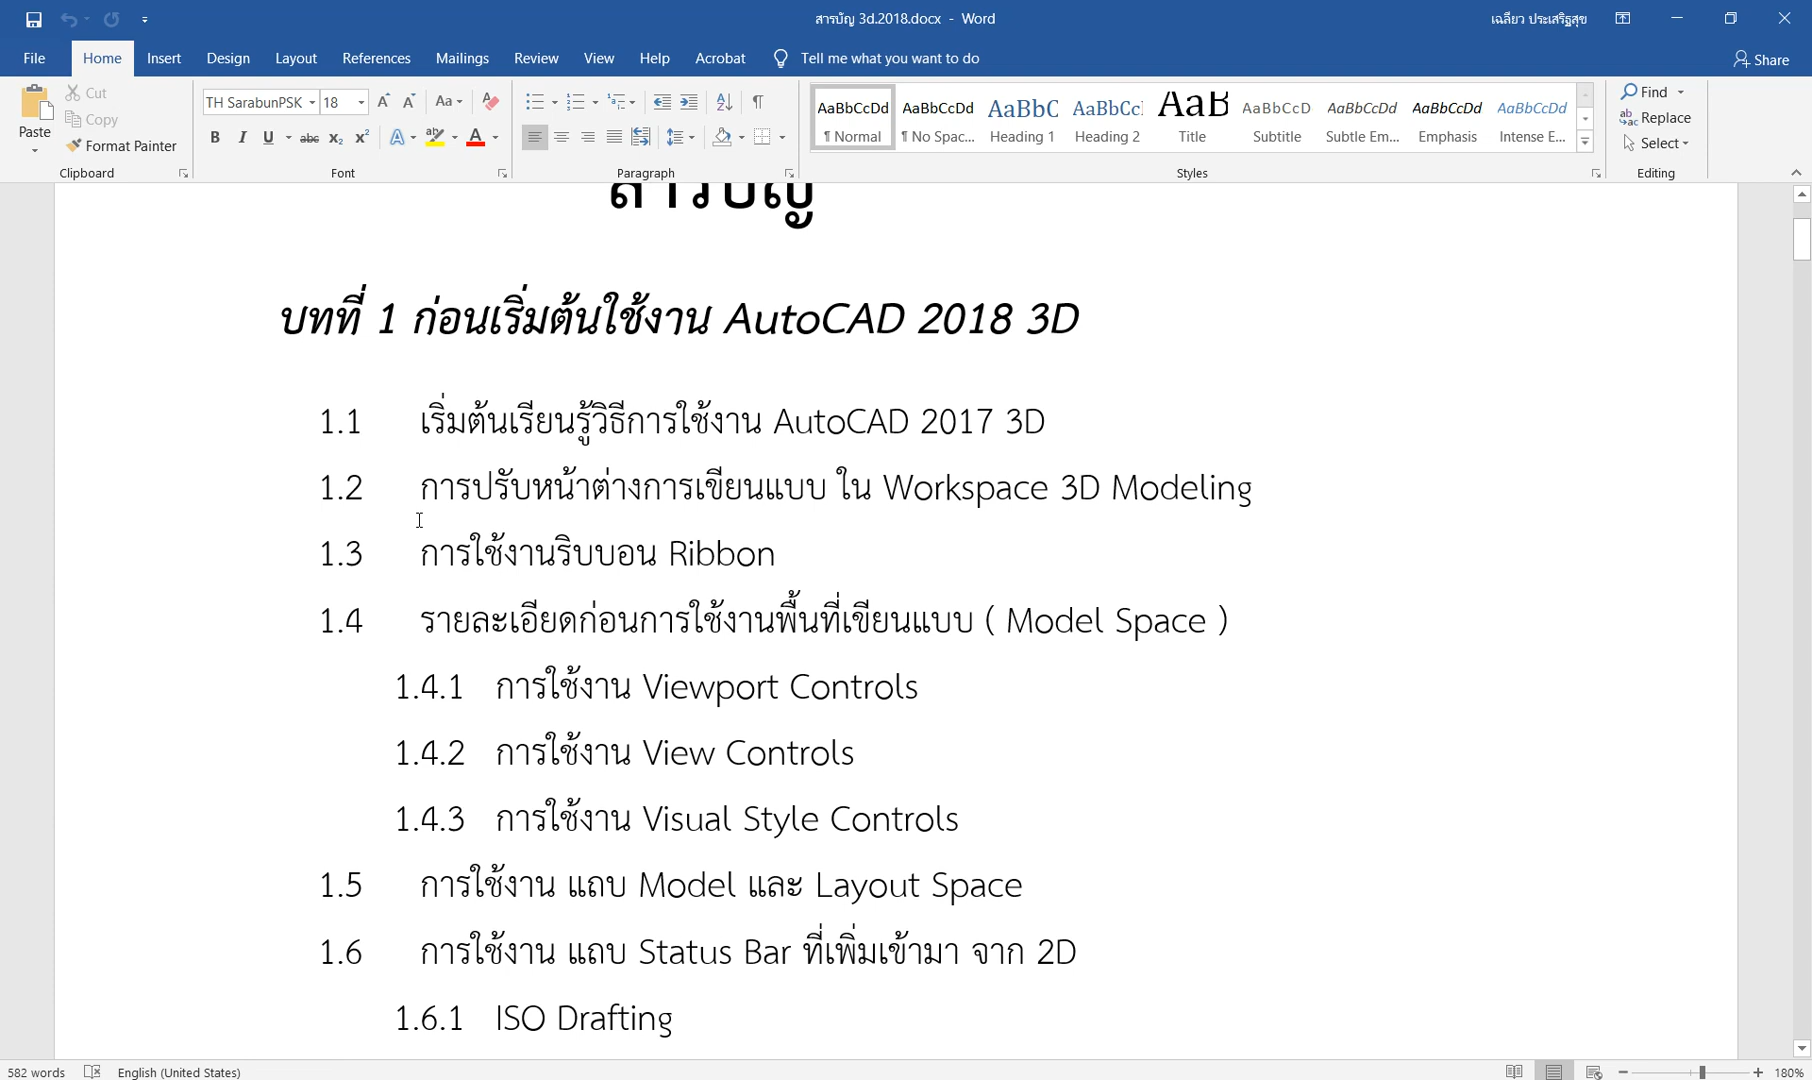 สารบัญ 3d.2018.docx - Word
เฉลียว ประเสริฐสุข
File Home Insert Design Layout References Mailings Review View Help Acrobat Tell me what you want to do Share
Paste
Cut
Copy
Format Painter
Clipboard
TH SarabunPSK 18
Font
Paragraph
AaBbCcDd AaBbCcDd AaBbC AaBbCc AaB AaBbCcD AaBbCcDd AaBbCcDd AaBbCcDd
¶ Normal ¶ No Spac... Heading 1 Heading 2 Title Subtitle Subtle Em... Emphasis Intense E...
Styles
Find
Replace
Select
Editing
สารบัญ
บทที่ 1 ก่อนเริ่มต้นใช้งาน AutoCAD 2018 3D
1.1 เริ่มต้นเรียนรู้วิธีการใช้งาน AutoCAD 2017 3D
1.2 การปรับหน้าต่างการเขียนแบบ ใน Workspace 3D Modeling
1.3 การใช้งานริบบอน Ribbon
1.4 รายละเอียดก่อนการใช้งานพื้นที่เขียนแบบ ( Model Space )
1.4.1 การใช้งาน Viewport Controls
1.4.2 การใช้งาน View Controls
1.4.3 การใช้งาน Visual Style Controls
1.5 การใช้งาน แถบ Model และ Layout Space
1.6 การใช้งาน แถบ Status Bar ที่เพิ่มเข้ามา จาก 2D
1.6.1 ISO Drafting
582 words English (United States) 180%